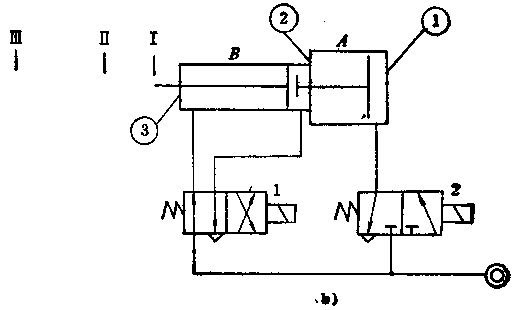 Ⅲ Ⅱ Ⅰ
② ①
B A
③
1 2
b)